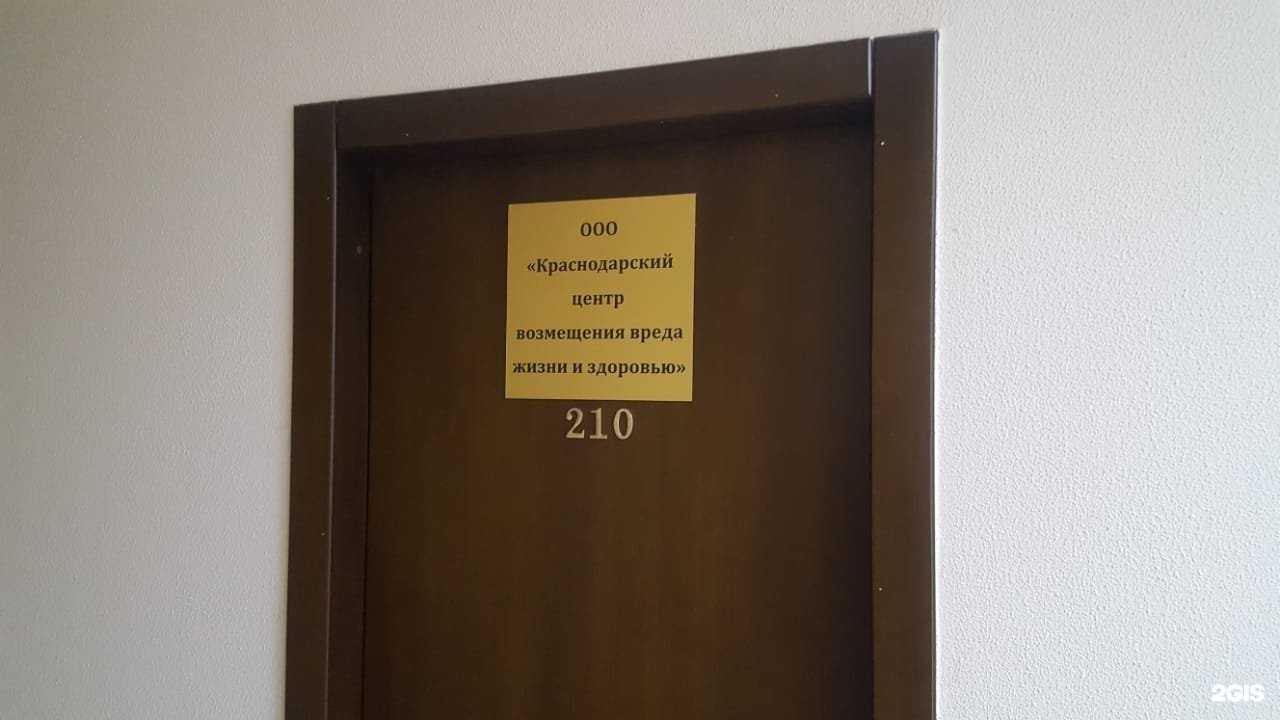 ООО
«Краснодарский
центр
возмещения вреда
жизни и здоровью»
210
2GIS